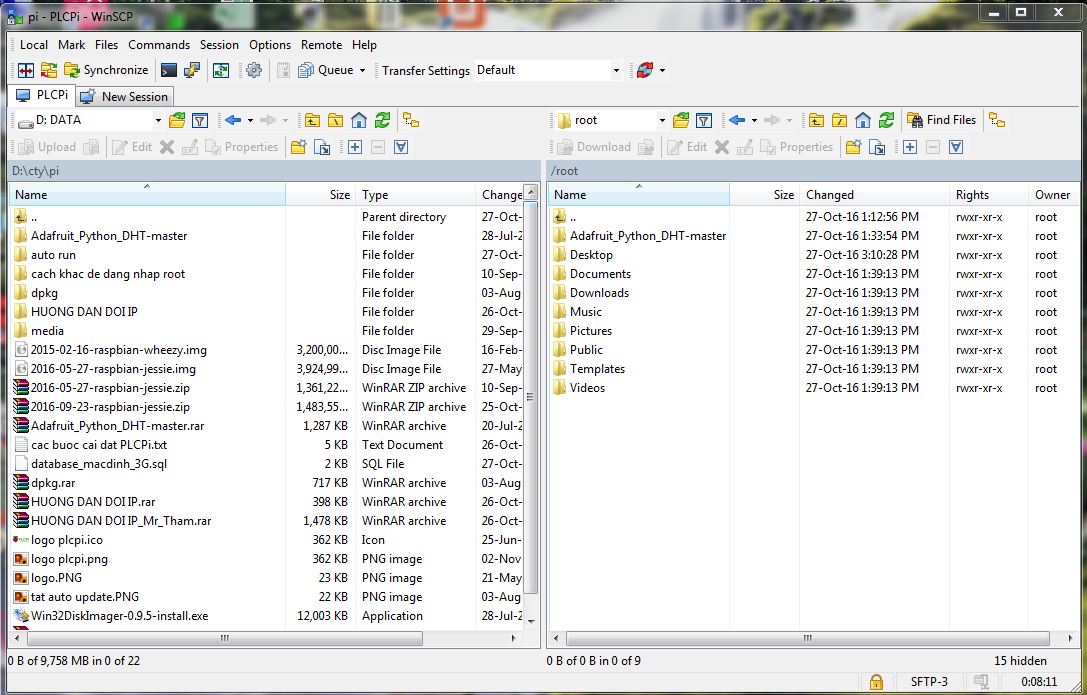 pi - PLCPi - WinSCP
Local Mark Files Commands Session Options Remote Help
Synchronize Queue Transfer Settings Default
PLCPi New Session
D: DATA root Find Files
Upload Edit Properties Download Edit Properties
D:\cty\pi /root
Name Size Type Change Name Size Changed Rights Owner
.. Parent directory 27-Oct- .. 27-Oct-16 1:12:56 PM rwxr-xr-x root
Adafruit_Python_DHT-master File folder 28-Jul-2 Adafruit_Python_DHT-master 27-Oct-16 1:33:54 PM rwxr-xr-x root
auto run File folder 27-Oct- Desktop 27-Oct-16 3:10:28 PM rwxr-xr-x root
cach khac de dang nhap root File folder 10-Sep- Documents 27-Oct-16 1:39:13 PM rwxr-xr-x root
dpkg File folder 03-Aug Downloads 27-Oct-16 1:39:13 PM rwxr-xr-x root
HUONG DAN DOI IP File folder 26-Oct- Music 27-Oct-16 1:39:13 PM rwxr-xr-x root
media File folder 29-Sep- Pictures 27-Oct-16 1:39:13 PM rwxr-xr-x root
2015-02-16-raspbian-wheezy.img 3,200,00... Disc Image File 16-Feb- Public 27-Oct-16 1:39:13 PM rwxr-xr-x root
2016-05-27-raspbian-jessie.img 3,924,99... Disc Image File 27-May Templates 27-Oct-16 1:39:13 PM rwxr-xr-x root
2016-05-27-raspbian-jessie.zip 1,361,22... WinRAR ZIP archive 10-Sep- Videos 27-Oct-16 1:39:13 PM rwxr-xr-x root
2016-09-23-raspbian-jessie.zip 1,483,55... WinRAR ZIP archive 25-Oct-
Adafruit_Python_DHT-master.rar 1,287 KB WinRAR archive 20-Jul-2
cac buoc cai dat PLCPi.txt 5 KB Text Document 26-Oct-
database_macdinh_3G.sql 2 KB SQL File 27-Oct-
dpkg.rar 717 KB WinRAR archive 03-Aug
HUONG DAN DOI IP.rar 398 KB WinRAR archive 26-Oct-
HUONG DAN DOI IP_Mr_Tham.rar 1,478 KB WinRAR archive 26-Oct-
logo plcpi.ico 362 KB Icon 25-Jun-
logo plcpi.png 362 KB PNG image 02-Nov
logo.PNG 23 KB PNG image 21-May
tat auto update.PNG 22 KB PNG image 03-Aug
Win32DiskImager-0.9.5-install.exe 12,003 KB Application 28-Jul-2
0 B of 9,758 MB in 0 of 22 0 B of 0 B in 0 of 9 15 hidden
SFTP-3 0:08:11